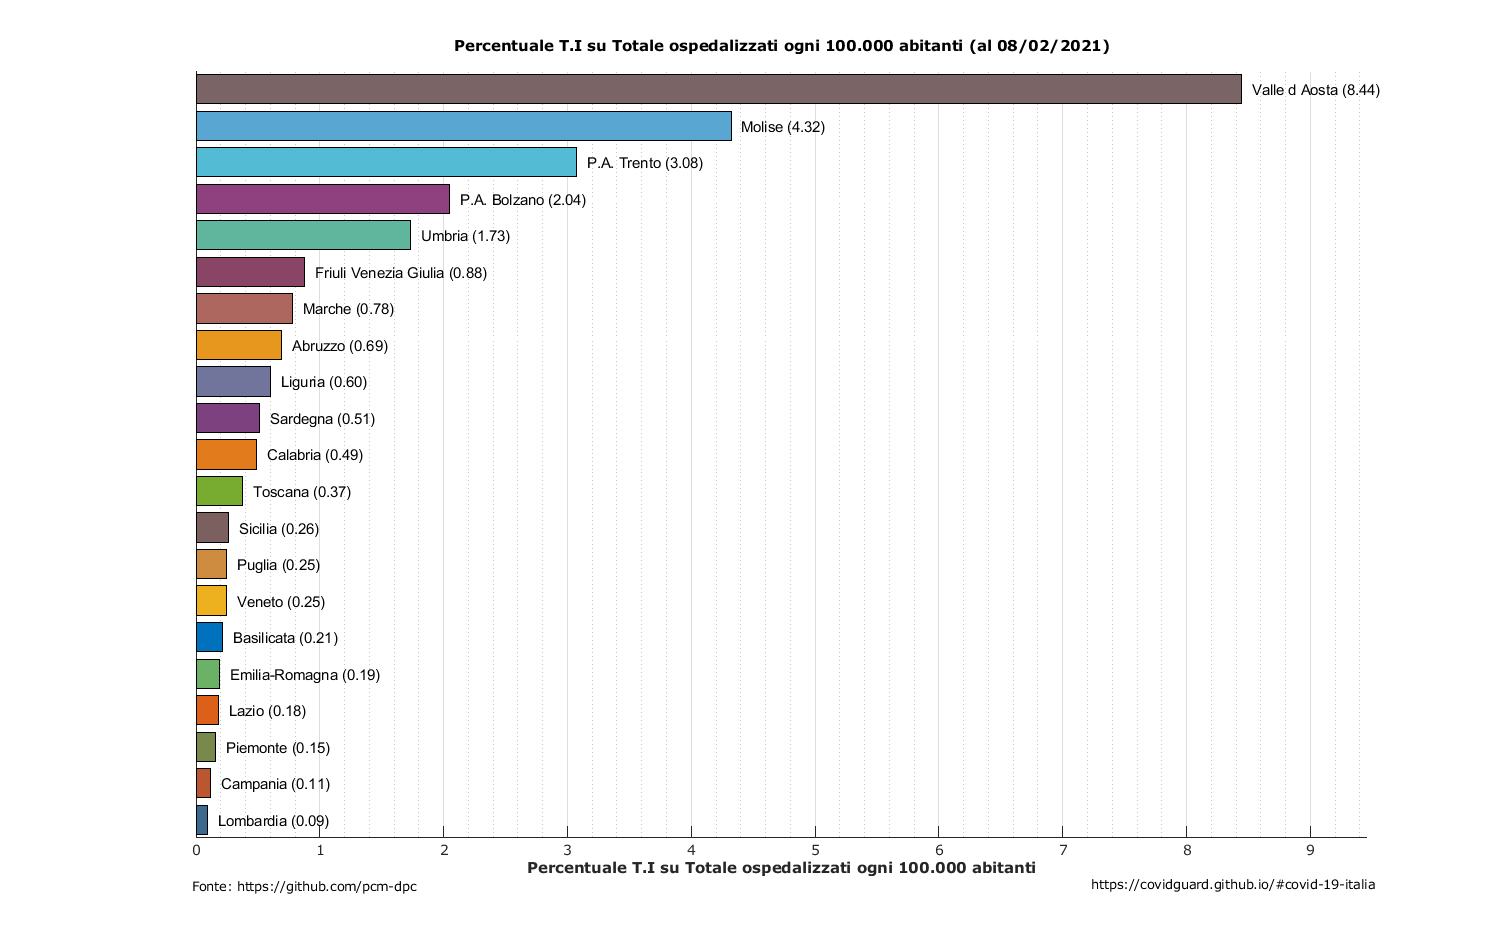 Percentuale T.I su Totale ospedalizzati ogni 100.000 abitanti (al 08/02/2021)
Valle d Aosta (8.44)
Molise (4.32)
P.A. Trento (3.08)
P.A. Bolzano (2.04)
Umbria (1.73)
Friuli Venezia Giulia (0.88)
Marche (0.78)
Abruzzo (0.69)
Liguria (0.60)
Sardegna (0.51)
Calabria (0.49)
Toscana (0.37)
Sicilia (0.26)
Puglia (0.25)
Veneto (0.25)
Basilicata (0.21)
Emilia-Romagna (0.19)
Lazio (0.18)
Piemonte (0.15)
Campania (0.11)
Lombardia (0.09)
0 1 2 3 4 5 6 7 8 9
Percentuale T.I su Totale ospedalizzati ogni 100.000 abitanti
Fonte: https://github.com/pcm-dpc
https://covidguard.github.io/#covid-19-italia